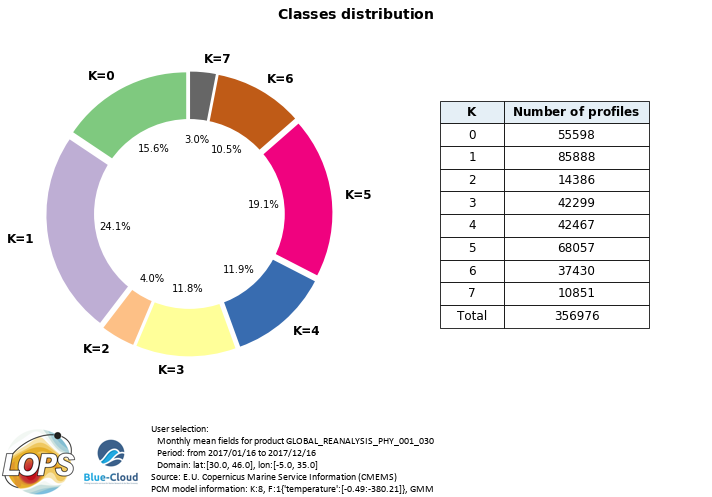 Classes distribution
K=7
K=0
K=6
3.0%
15.6%
10.5%
K=5
19.1%
24.1%
K=1
11.9%
4.0%
11.8%
K=4
K=2
K=3
K Number of profiles
0 55598
1 85888
2 14386
3 42299
4 42467
5 68057
6 37430
7 10851
Total 356976
LOPS
Blue-Cloud
User selection:
Monthly mean fields for product GLOBAL_REANALYSIS_PHY_001_030
Period: from 2017/01/16 to 2017/12/16
Domain: lat:[30.0, 46.0], lon:[-5.0, 35.0]
Source: E.U. Copernicus Marine Service Information (CMEMS)
PCM model information: K:8, F:1{'temperature':[-0.49:-380.21]}, GMM